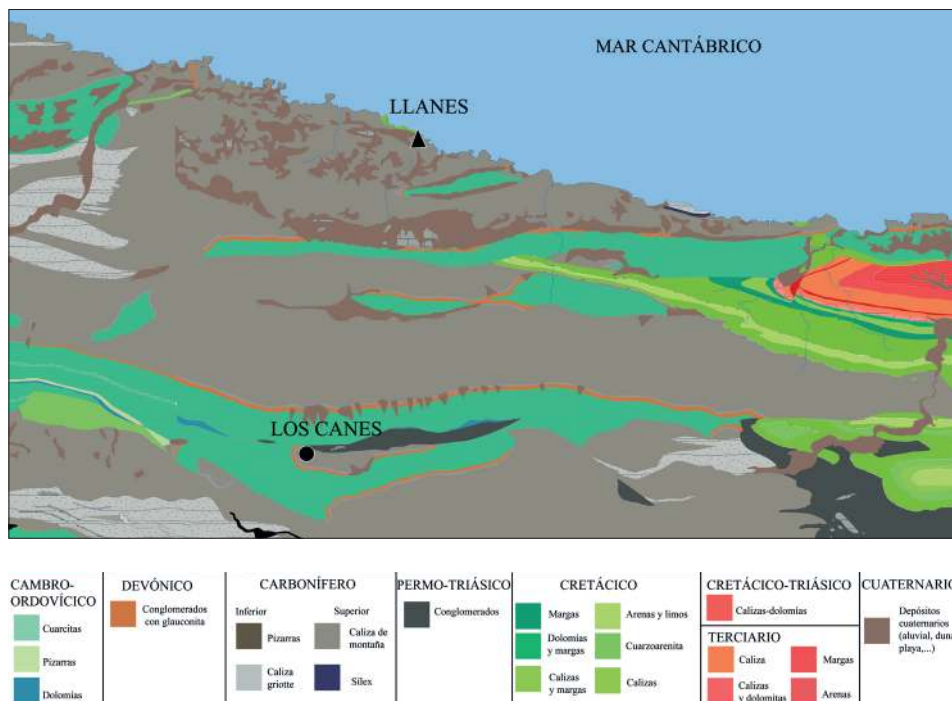 MAR CANTÁBRICO
LLANES
LOS CANES
CAMBRO-
ORDOVÍCICO
Cuarcitas
Pizarras
Dolomías
DEVÓNICO
Conglomerados
con glauconita
CARBONÍFERO
Inferior
Superior
Pizarras
Caliza de
montaña
Caliza
griotte
Sílex
PERMO-TRIÁSICO
Conglomerados
CRETÁCICO
Margas
Arenas y limos
Dolomías
y margas
Cuarzoarenita
Calizas
y margas
Calizas
CRETÁCICO-TRIÁSICO
Calizas-dolomías
TERCIARIO
Caliza
Margas
Calizas
y dolomitas
Arenas
CUATERNARIO
Depósitos
cuaternarios
(aluvial, duna
playa,...)